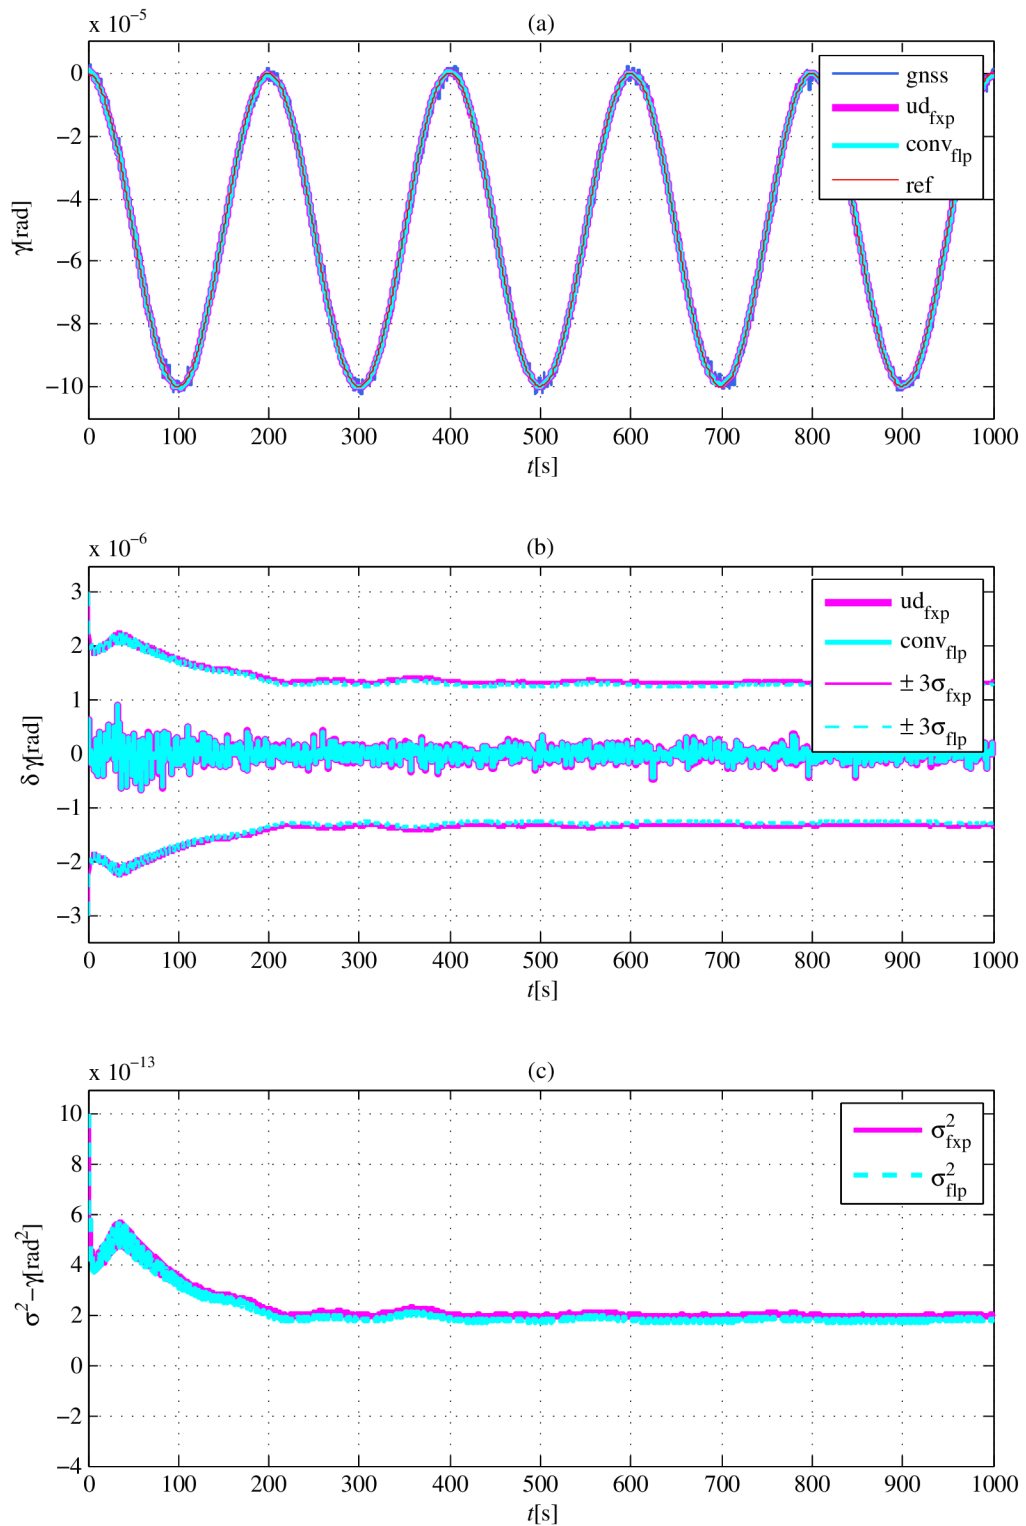 x 10⁻⁵
(a)
0
−2
−4
−6
−8
−10
γ[rad]
gnss
ud_fxp
conv_flp
ref
0 100 200 300 400 500 600 700 800 900 1000
t[s]
x 10⁻⁶
(b)
3
2
1
0
−1
−2
−3
δ γ[rad]
ud_fxp
conv_flp
± 3σ_fxp
± 3σ_flp
0 100 200 300 400 500 600 700 800 900 1000
t[s]
x 10⁻¹³
(c)
10
8
6
4
2
0
−2
−4
σ²−γ[rad²]
σ²_fxp
σ²_flp
0 100 200 300 400 500 600 700 800 900 1000
t[s]